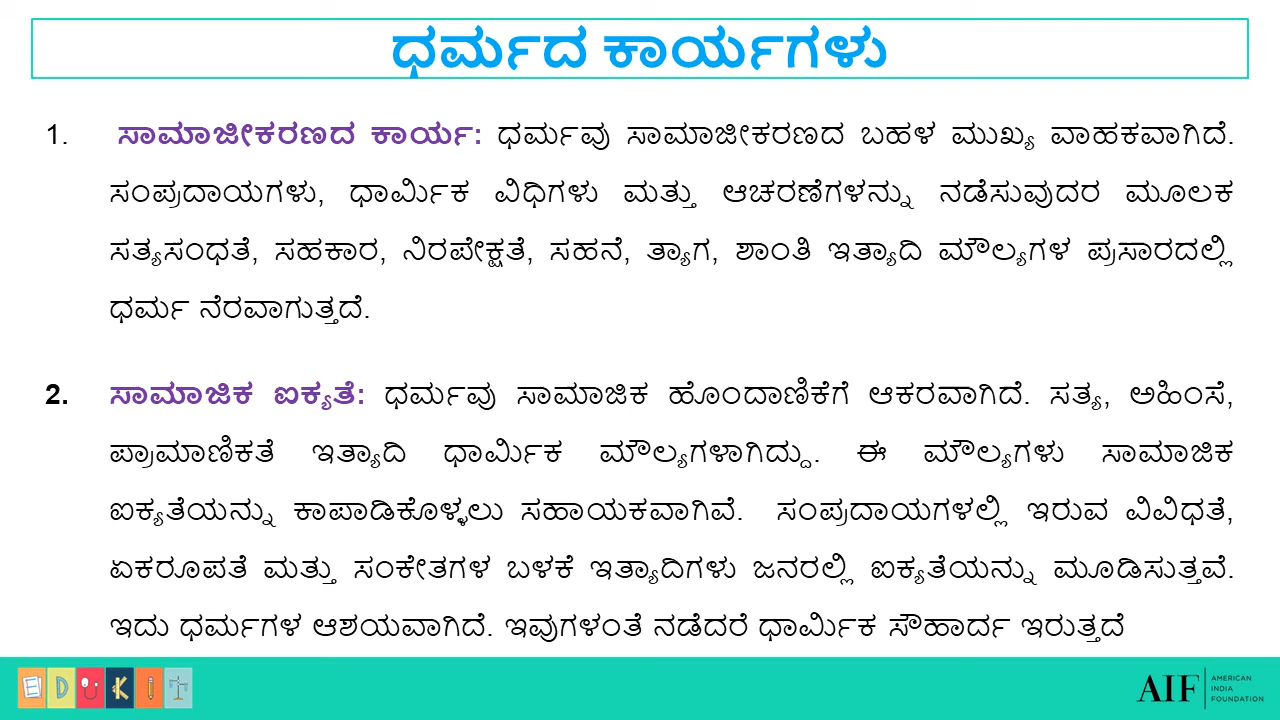 ಧರ್ಮದ ಕಾರ್ಯಗಳು
1. ಸಾಮಾಜೀಕರಣದ ಕಾರ್ಯ: ಧರ್ಮವು ಸಾಮಾಜೀಕರಣದ ಬಹಳ ಮುಖ್ಯ ವಾಹಕವಾಗಿದೆ.
ಸಂಪ್ರದಾಯಗಳು, ಧಾರ್ಮಿಕ ವಿಧಿಗಳು ಮತ್ತು ಆಚರಣೆಗಳನ್ನು ನಡೆಸುವುದರ ಮೂಲಕ
ಸತ್ಯಸಂಧತೆ, ಸಹಕಾರ, ನಿರಪೇಕ್ಷತೆ, ಸಹನೆ, ತ್ಯಾಗ, ಶಾಂತಿ ಇತ್ಯಾದಿ ಮೌಲ್ಯಗಳ ಪ್ರಸಾರದಲ್ಲಿ
ಧರ್ಮ ನೆರವಾಗುತ್ತದೆ.
2. ಸಾಮಾಜಿಕ ಐಕ್ಯತೆ: ಧರ್ಮವು ಸಾಮಾಜಿಕ ಹೊಂದಾಣಿಕೆಗೆ ಆಕರವಾಗಿದೆ. ಸತ್ಯ, ಅಹಿಂಸೆ,
ಪ್ರಾಮಾಣಿಕತೆ ಇತ್ಯಾದಿ ಧಾರ್ಮಿಕ ಮೌಲ್ಯಗಳಾಗಿದ್ದು. ಈ ಮೌಲ್ಯಗಳು ಸಾಮಾಜಿಕ
ಐಕ್ಯತೆಯನ್ನು ಕಾಪಾಡಿಕೊಳ್ಳಲು ಸಹಾಯಕವಾಗಿವೆ. ಸಂಪ್ರದಾಯಗಳಲ್ಲಿ ಇರುವ ವಿವಿಧತೆ,
ಏಕರೂಪತೆ ಮತ್ತು ಸಂಕೇತಗಳ ಬಳಕೆ ಇತ್ಯಾದಿಗಳು ಜನರಲ್ಲಿ ಐಕ್ಯತೆಯನ್ನು ಮೂಡಿಸುತ್ತವೆ.
ಇದು ಧರ್ಮಗಳ ಆಶಯವಾಗಿದೆ. ಇವುಗಳಂತೆ ನಡೆದರೆ ಧಾರ್ಮಿಕ ಸೌಹಾರ್ದ ಇರುತ್ತದೆ
EDUKIT
AIF AMERICAN
INDIA
FOUNDATION